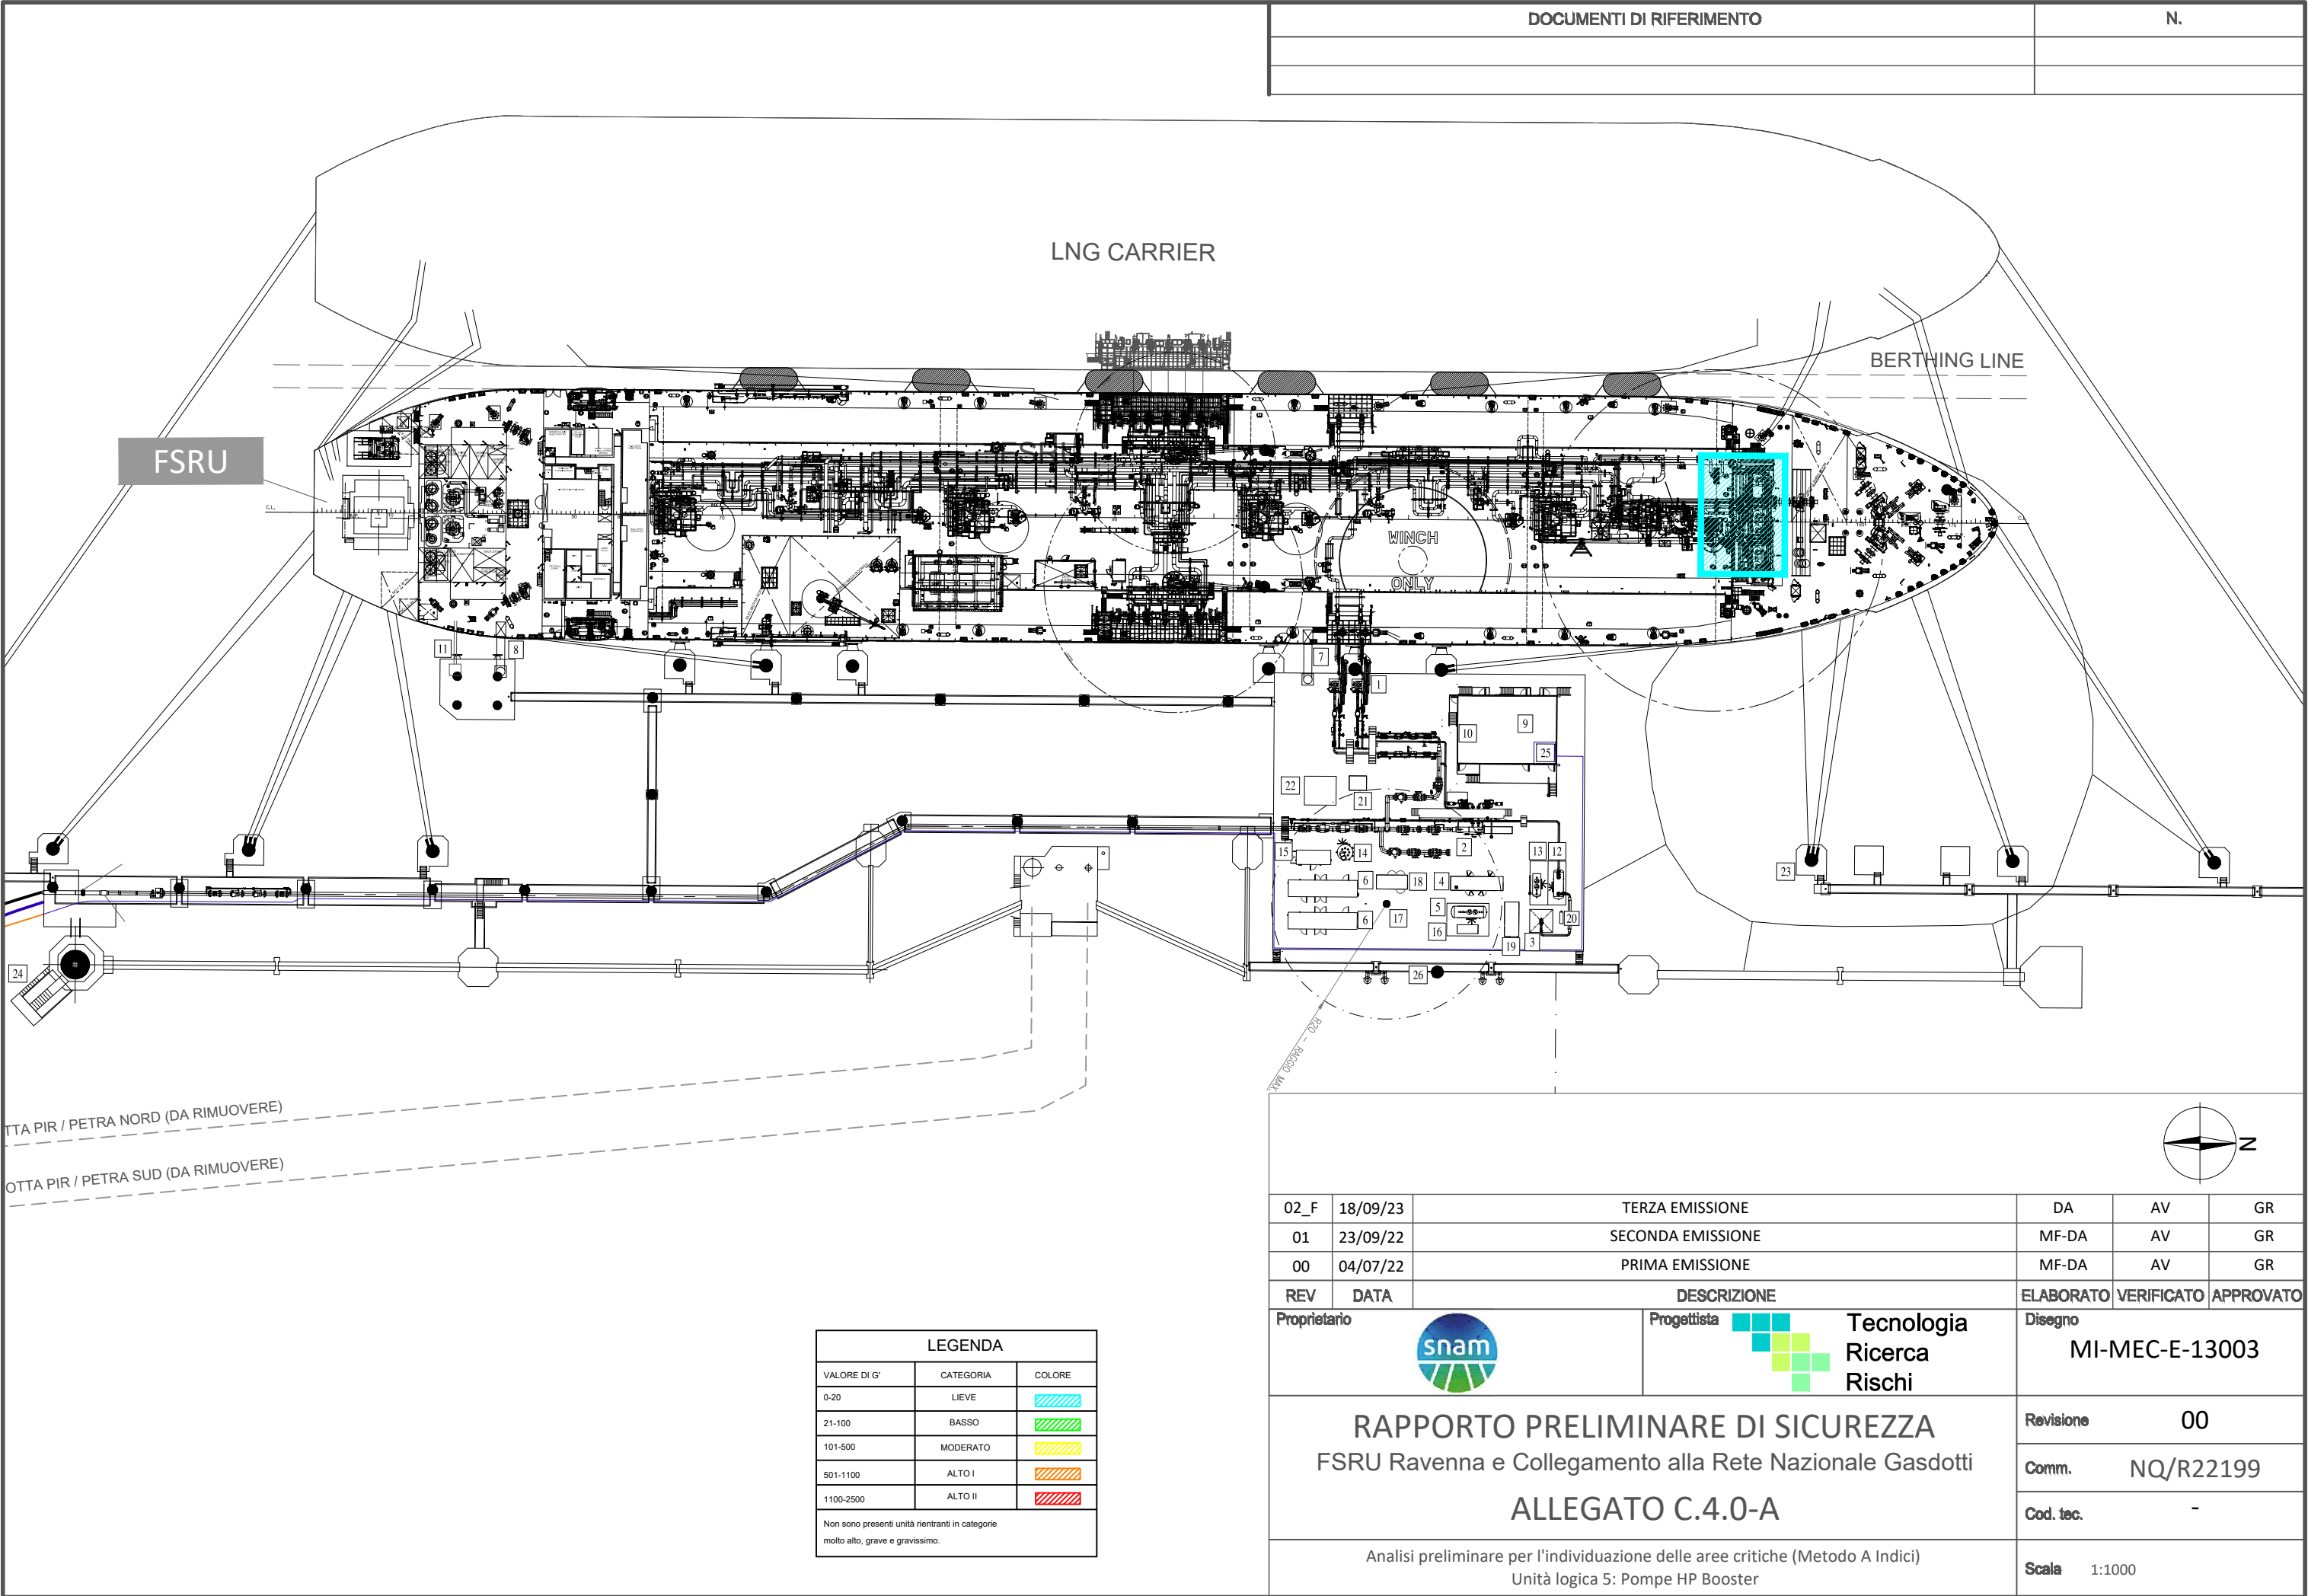 DOCUMENTI DI RIFERIMENTO
N.
LNG CARRIER
BERTHING LINE
FSRU
C.L.
WINCH
ONLY
11
8
7
1
9
10
25
22
21
2
15
14
13
12
6
18
4
23
5
6
17
16
20
19
3
24
26
R20 - RAGGIO MAX.
TTA PIR / PETRA NORD (DA RIMUOVERE)
OTTA PIR / PETRA SUD (DA RIMUOVERE)
N
02_F 18/09/23 TERZA EMISSIONE DA AV GR
01 23/09/22 SECONDA EMISSIONE MF-DA AV GR
00 04/07/22 PRIMA EMISSIONE MF-DA AV GR
REV DATA DESCRIZIONE ELABORATO VERIFICATO APPROVATO
Proprietario
snam
Progettista
Tecnologia
Ricerca
Rischi
Disegno
MI-MEC-E-13003
RAPPORTO PRELIMINARE DI SICUREZZA
FSRU Ravenna e Collegamento alla Rete Nazionale Gasdotti
ALLEGATO C.4.0-A
Revisione 00
Comm. NQ/R22199
Cod. tec. -
Analisi preliminare per l'individuazione delle aree critiche (Metodo A Indici)
Unità logica 5: Pompe HP Booster
Scala 1:1000
LEGENDA
VALORE DI G' CATEGORIA COLORE
0-20 LIEVE
21-100 BASSO
101-500 MODERATO
501-1100 ALTO I
1100-2500 ALTO II
Non sono presenti unità rientranti in categorie
molto alto, grave e gravissimo.